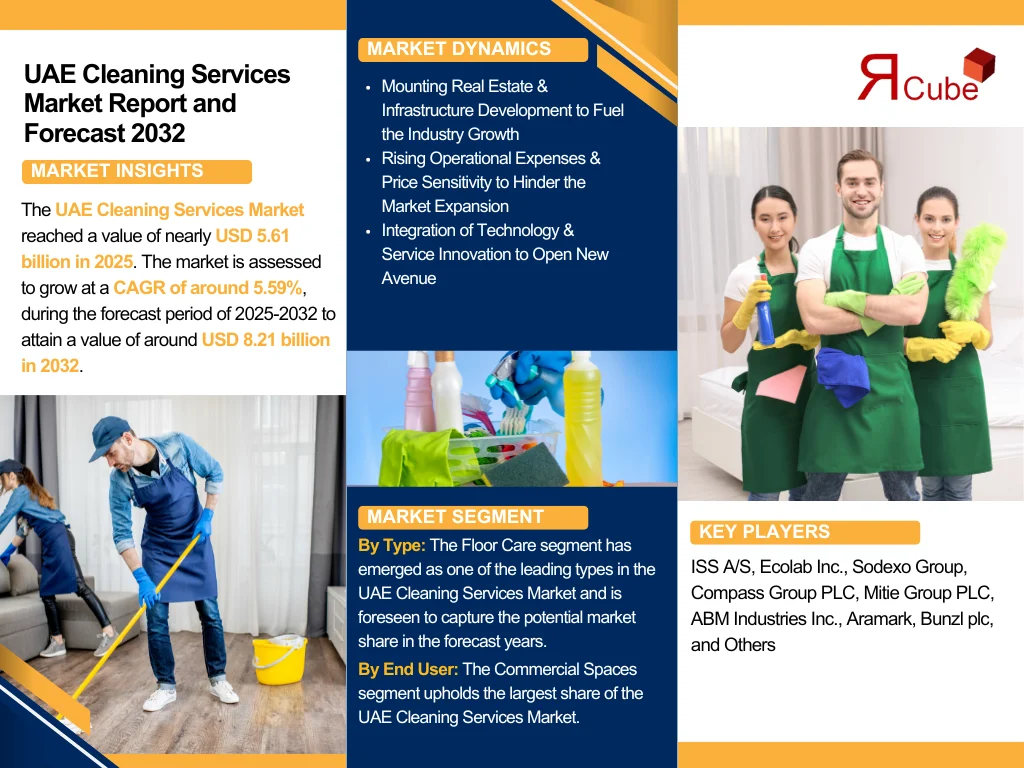 UAE Cleaning Services
Market Report and
Forecast 2032
MARKET INSIGHTS
The UAE Cleaning Services Market
reached a value of nearly USD 5.61
billion in 2025. The market is assessed
to grow at a CAGR of around 5.59%,
during the forecast period of 2025-2032 to
attain a value of around USD 8.21 billion
in 2032.
MARKET DYNAMICS
• Mounting Real Estate &
Infrastructure Development to Fuel
the Industry Growth
• Rising Operational Expenses &
Price Sensitivity to Hinder the
Market Expansion
• Integration of Technology &
Service Innovation to Open New
Avenue
MARKET SEGMENT
By Type: The Floor Care segment has
emerged as one of the leading types in the
UAE Cleaning Services Market and is
foreseen to capture the potential market
share in the forecast years.
By End User: The Commercial Spaces
segment upholds the largest share of the
UAE Cleaning Services Market.
ЯCube
KEY PLAYERS
ISS A/S, Ecolab Inc., Sodexo Group,
Compass Group PLC, Mitie Group PLC,
ABM Industries Inc., Aramark, Bunzl plc,
and Others